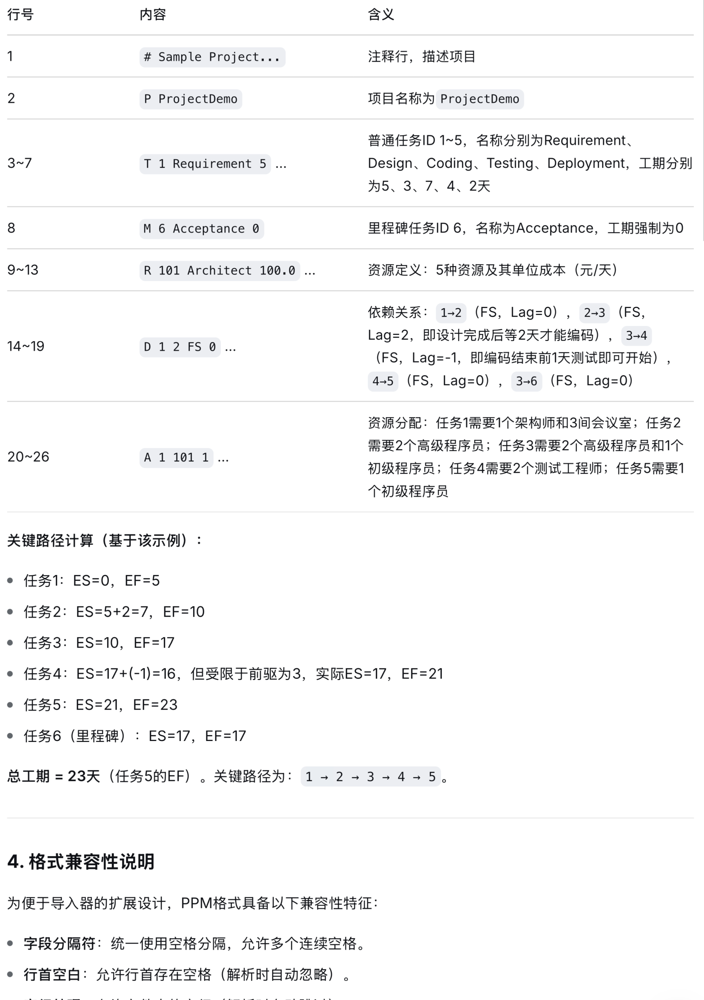 行号 内容 含义
1 # Sample Project... 注释行，描述项目
2 P ProjectDemo 项目名称为 ProjectDemo
普通任务ID 1~5，名称分别为Requirement、
3~7 T 1 Requirement 5 ... Design、Coding、Testing、Deployment，工期分别
为5、3、7、4、2天
8 M 6 Acceptance 0 里程碑任务ID 6，名称为Acceptance，工期强制为0
9~13 R 101 Architect 100.0 ... 资源定义：5种资源及其单位成本（元/天）
依赖关系： 1→2 （FS，Lag=0）， 2→3 （FS，
Lag=2，即设计完成后等2天才能编码）， 3→4
14~19 D 1 2 FS 0 ...
（FS，Lag=-1，即编码结束前1天测试即可开始），
4→5 （FS，Lag=0）， 3→6 （FS，Lag=0）
资源分配：任务1需要1个架构师和3间会议室；任务2
需要2个高级程序员；任务3需要2个高级程序员和1个
20~26 A 1 101 1 ...
初级程序员；任务4需要2个测试工程师；任务5需要1
个初级程序员
关键路径计算（基于该示例）：
• 任务1：ES=0，EF=5
• 任务2：ES=5+2=7，EF=10
• 任务3：ES=10，EF=17
• 任务4：ES=17+(-1)=16，但受限于前驱为3，实际ES=17，EF=21
• 任务5：ES=21，EF=23
• 任务6（里程碑）：ES=17，EF=17
总工期 = 23天（任务5的EF）。关键路径为： 1 → 2 → 3 → 4 → 5 。
4. 格式兼容性说明
为便于导入器的扩展设计，PPM格式具备以下兼容性特征：
• 字段分隔符：统一使用空格分隔，允许多个连续空格。
• 行首空白：允许行首存在空格（解析时自动忽略）。